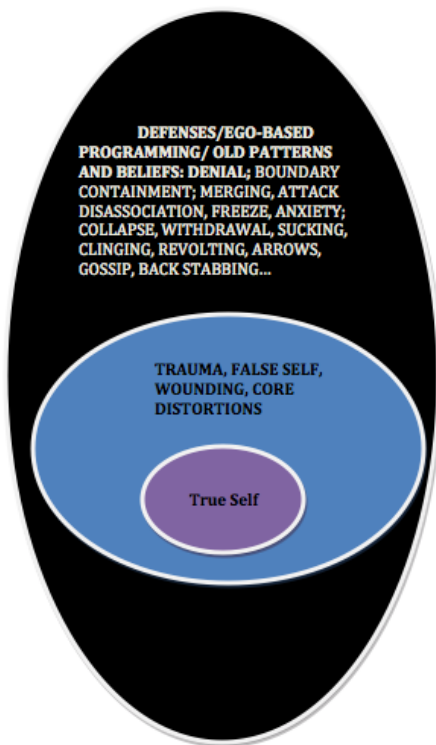 DEFENSES/EGO-BASED
PROGRAMMING/ OLD PATTERNS
AND BELIEFS: DENIAL; BOUNDARY
CONTAINMENT; MERGING, ATTACK
DISASSOCIATION, FREEZE, ANXIETY;
COLLAPSE, WITHDRAWAL, SUCKING,
CLINGING, REVOLTING, ARROWS,
GOSSIP, BACK STABBING...
TRAUMA, FALSE SELF,
WOUNDING, CORE
DISTORTIONS
True Self